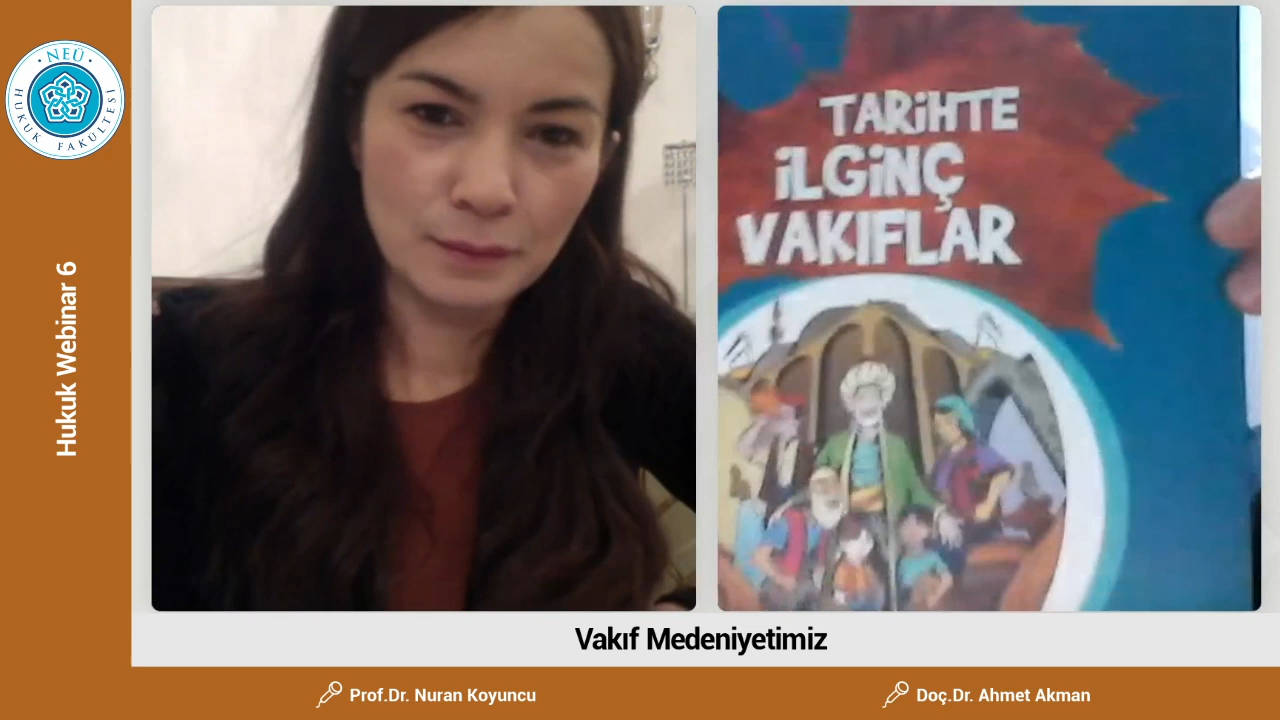 NEÜ
HUKUK FAKÜLTESİ
Hukuk Webinar 6
TARİHTE
İLGİNÇ
VAKIFLAR
Vakıf Medeniyetimiz
Prof.Dr. Nuran Koyuncu
Doç.Dr. Ahmet Akman